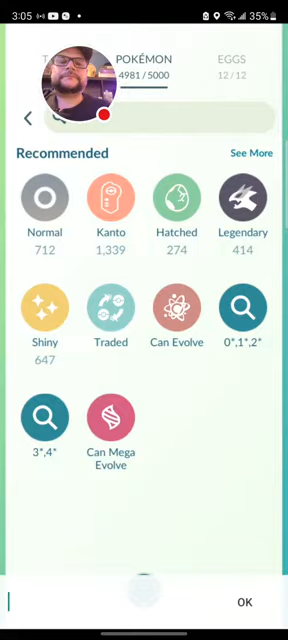 3:05 35%
T POKÉMON EGGS
4981 / 5000 12 / 12
Recommended See More
Normal Kanto Hatched Legendary
712 1,339 274 414
Shiny Traded Can Evolve 0*,1*,2*
647
3*,4* Can Mega
Evolve
OK